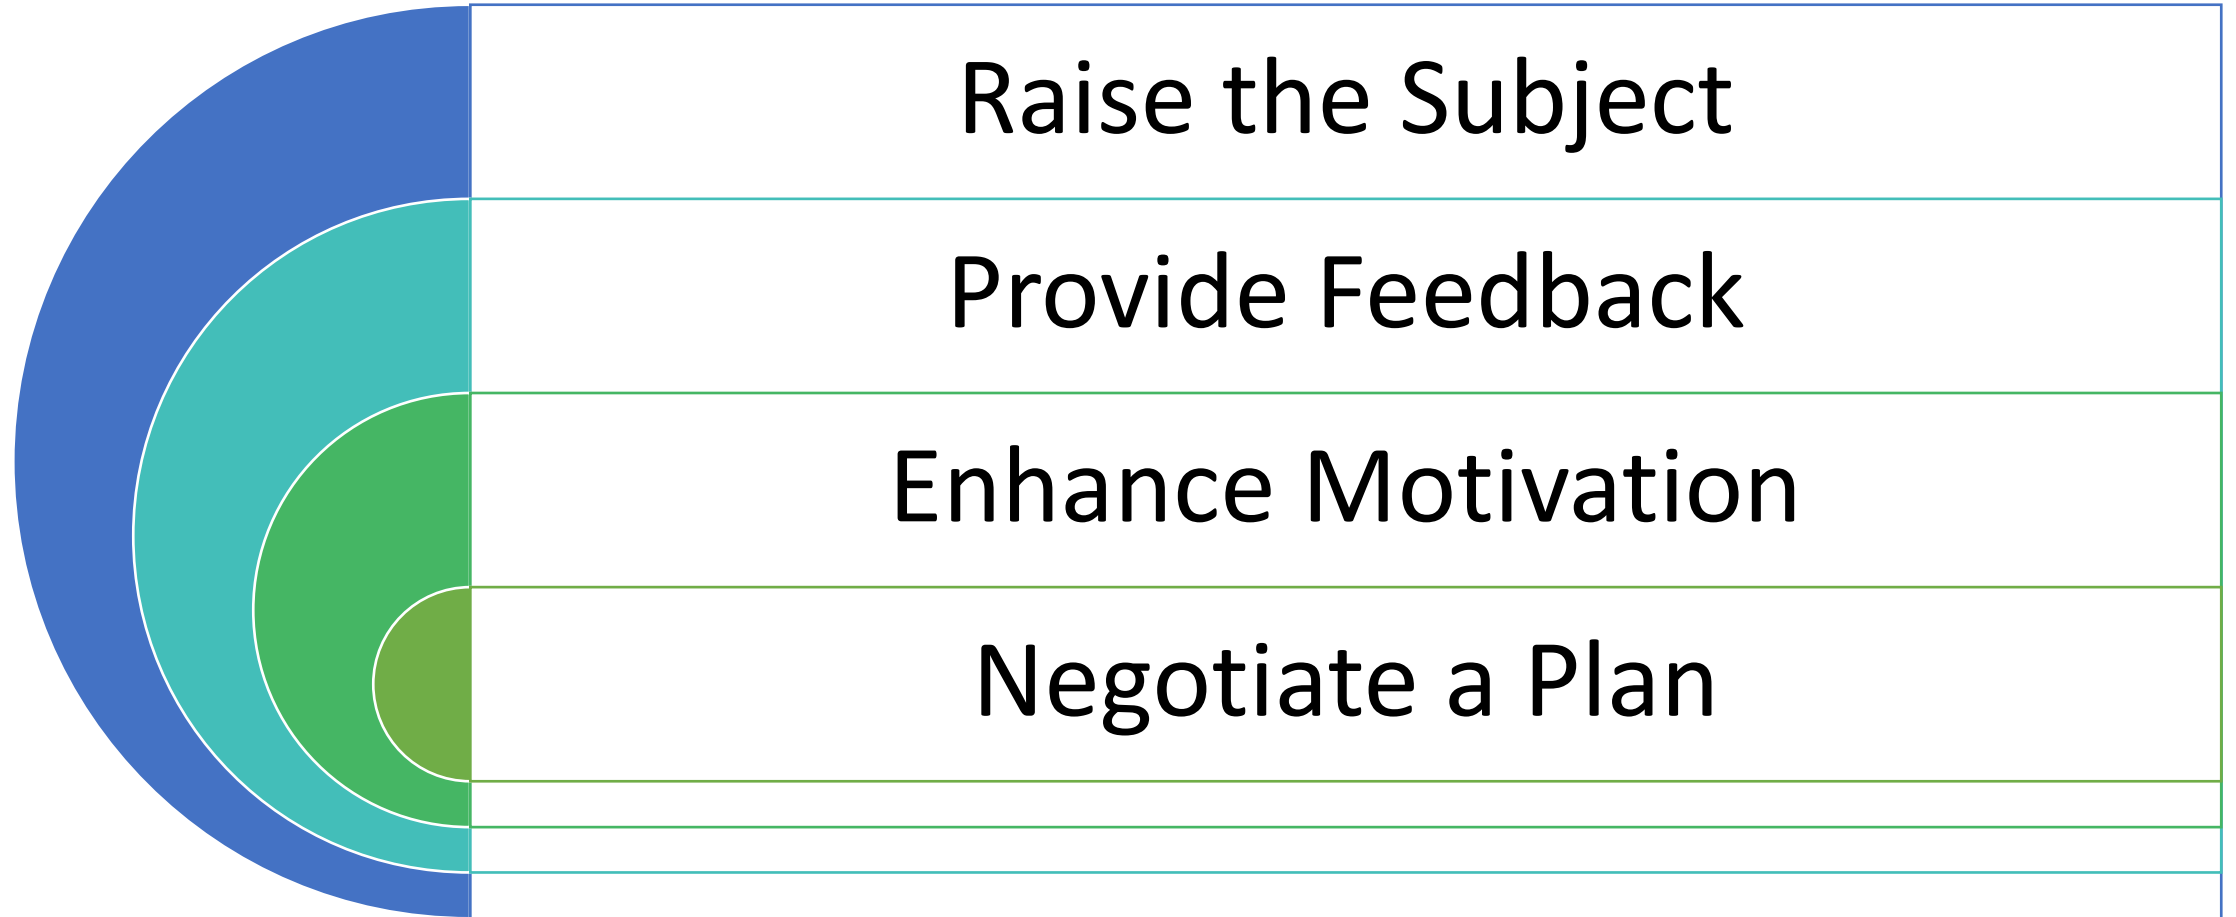 Raise the Subject
Provide Feedback
Enhance Motivation
Negotiate a Plan